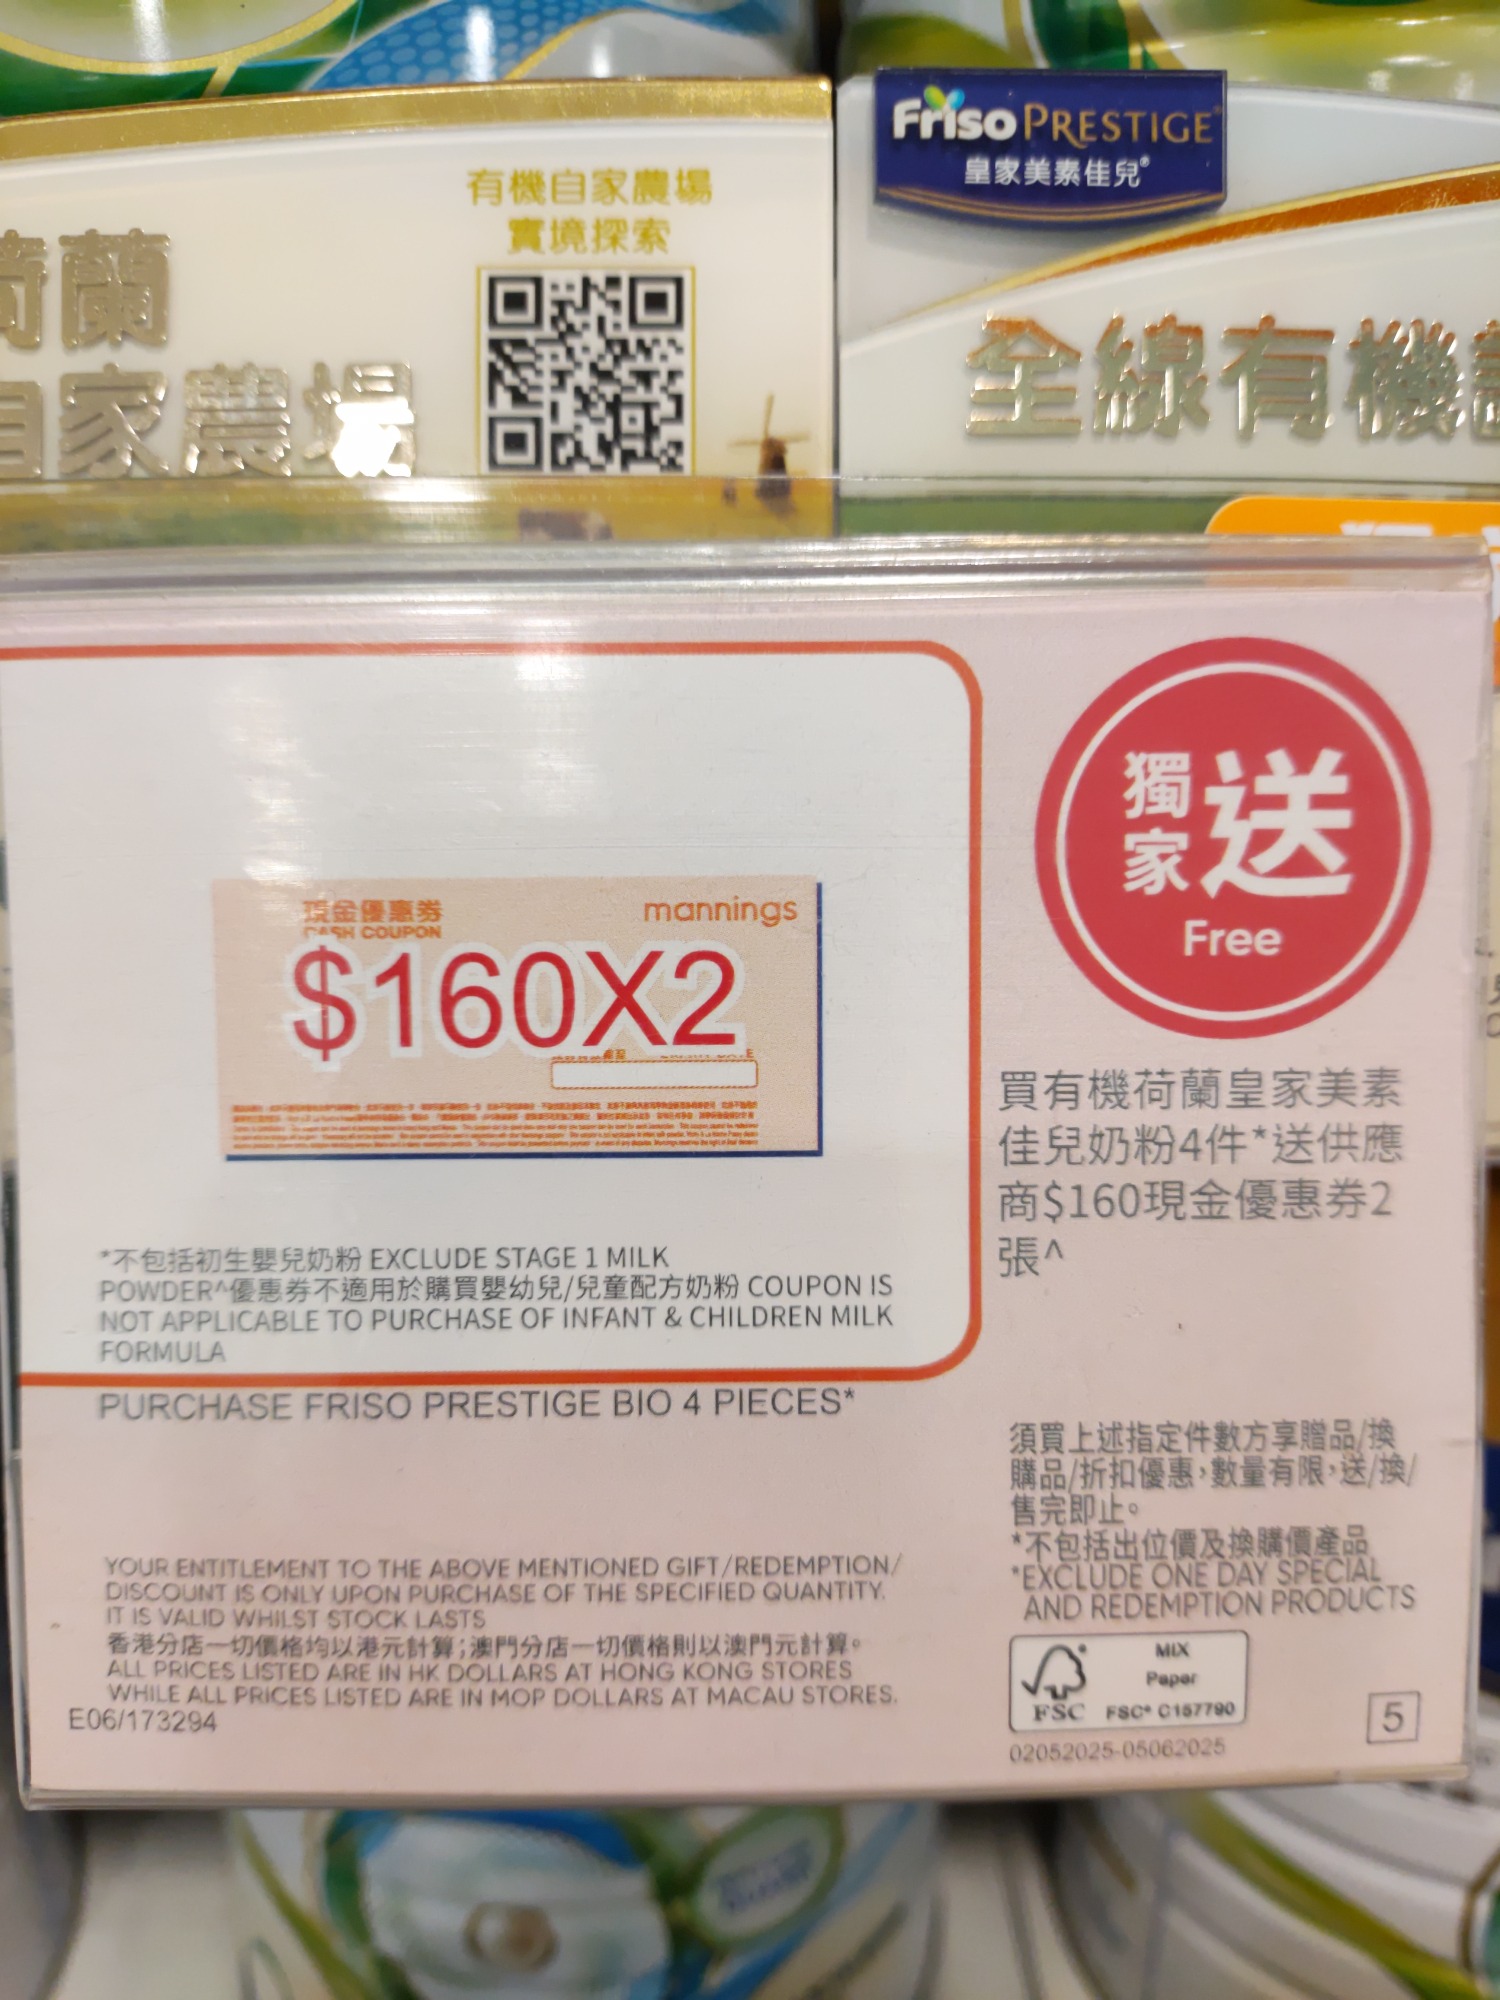 有機自家農場
實境探索
荷蘭
自家農場
Friso PRESTIGE
皇家美素佳兒®
全線有機
現金優惠券
CASH COUPON
mannings
$160X2
*不包括初生嬰兒奶粉 EXCLUDE STAGE 1 MILK
POWDER^優惠券不適用於購買嬰幼兒/兒童配方奶粉 COUPON IS
NOT APPLICABLE TO PURCHASE OF INFANT & CHILDREN MILK
FORMULA
PURCHASE FRISO PRESTIGE BIO 4 PIECES*
獨家送
Free
買有機荷蘭皇家美素
佳兒奶粉4件*送供應
商$160現金優惠券2
張^
YOUR ENTITLEMENT TO THE ABOVE MENTIONED GIFT/REDEMPTION/
DISCOUNT IS ONLY UPON PURCHASE OF THE SPECIFIED QUANTITY.
IT IS VALID WHILST STOCK LASTS
香港分店一切價格均以港元計算;澳門分店一切價格則以澳門元計算。
ALL PRICES LISTED ARE IN HK DOLLARS AT HONG KONG STORES
WHILE ALL PRICES LISTED ARE IN MOP DOLLARS AT MACAU STORES.
E06/173294
須買上述指定件數方享贈品/換
購品/折扣優惠,數量有限,送/換/
售完即止。
*不包括出位價及換購價產品
*EXCLUDE ONE DAY SPECIAL
AND REDEMPTION PRODUCTS
FSC
MIX
Paper
FSC® C157790
5
02052025-05062025